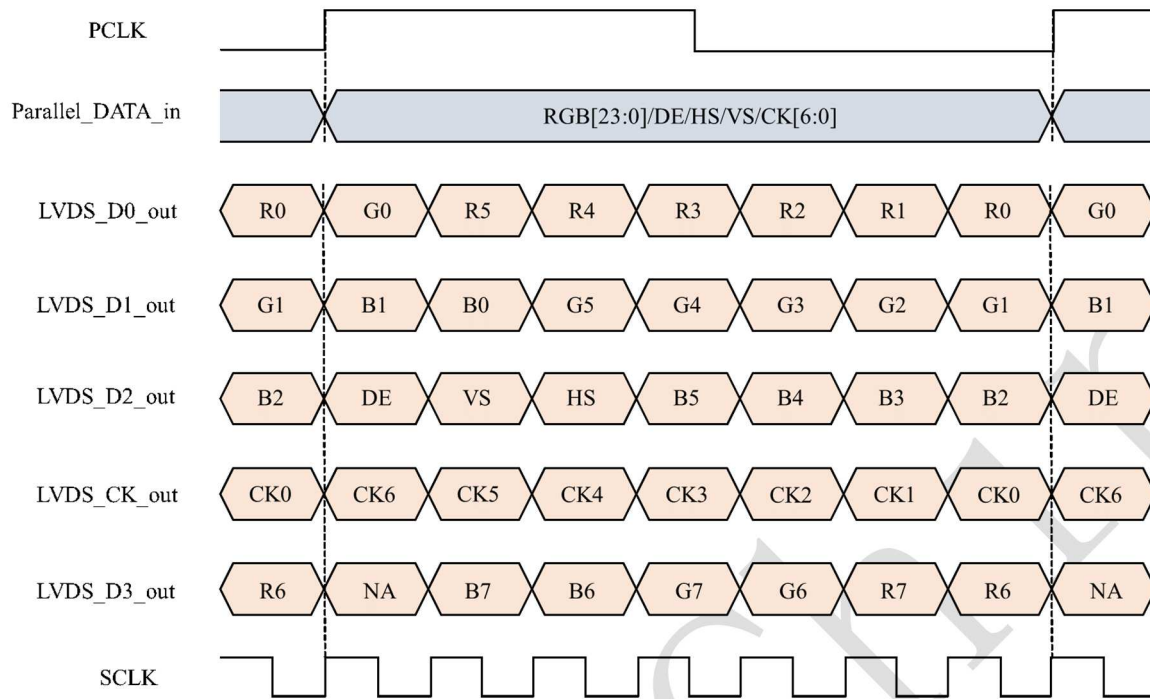 PCLK
Parallel_DATA_in RGB[23:0]/DE/HS/VS/CK[6:0]
LVDS_D0_out R0 G0 R5 R4 R3 R2 R1 R0 G0
LVDS_D1_out G1 B1 B0 G5 G4 G3 G2 G1 B1
LVDS_D2_out B2 DE VS HS B5 B4 B3 B2 DE
LVDS_CK_out CK0 CK6 CK5 CK4 CK3 CK2 CK1 CK0 CK6
LVDS_D3_out R6 NA B7 B6 G7 G6 R7 R6 NA
SCLK